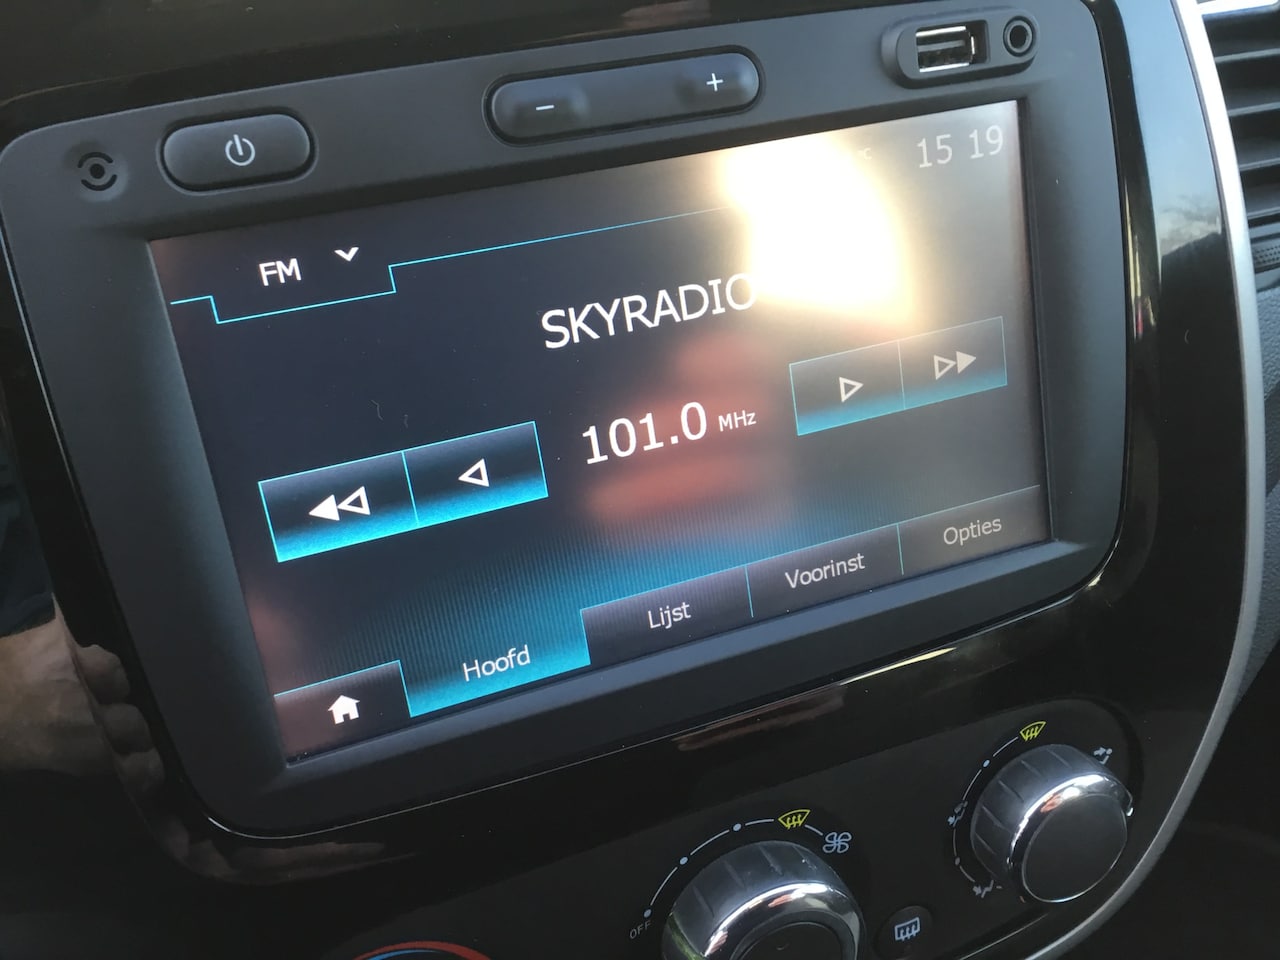 15 19
FM
SKYRADIO
101.0 MHz
Hoofd
Lijst
Voorinst
Opties
OFF